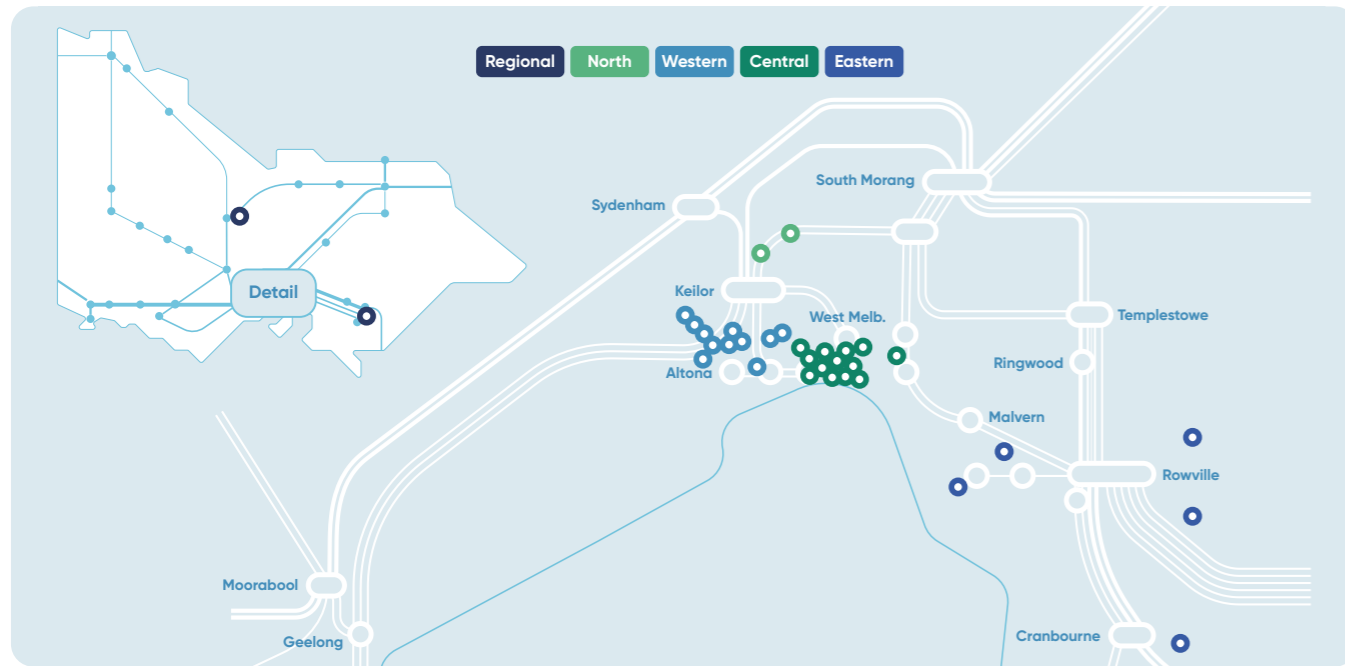 Regional North Western Central Eastern
South Morang
Sydenham
Detail
Keilor
West Melb.
Templestowe
Ringwood
Altona
Malvern
Rowville
Moorabool
Cranbourne
Geelong